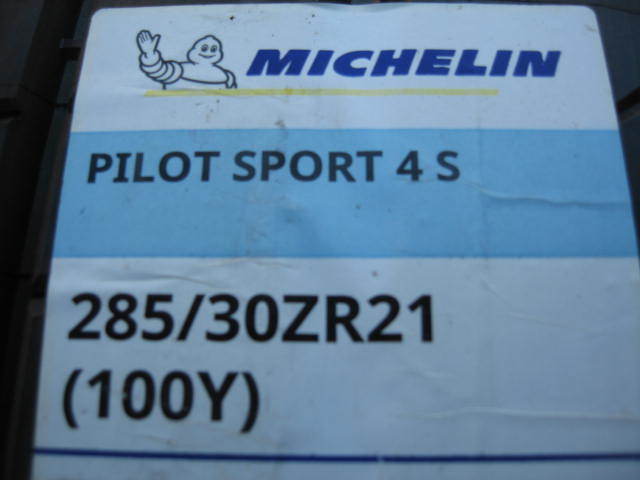 MICHELIN
PILOT SPORT 4 S
285/30ZR21
(100Y)